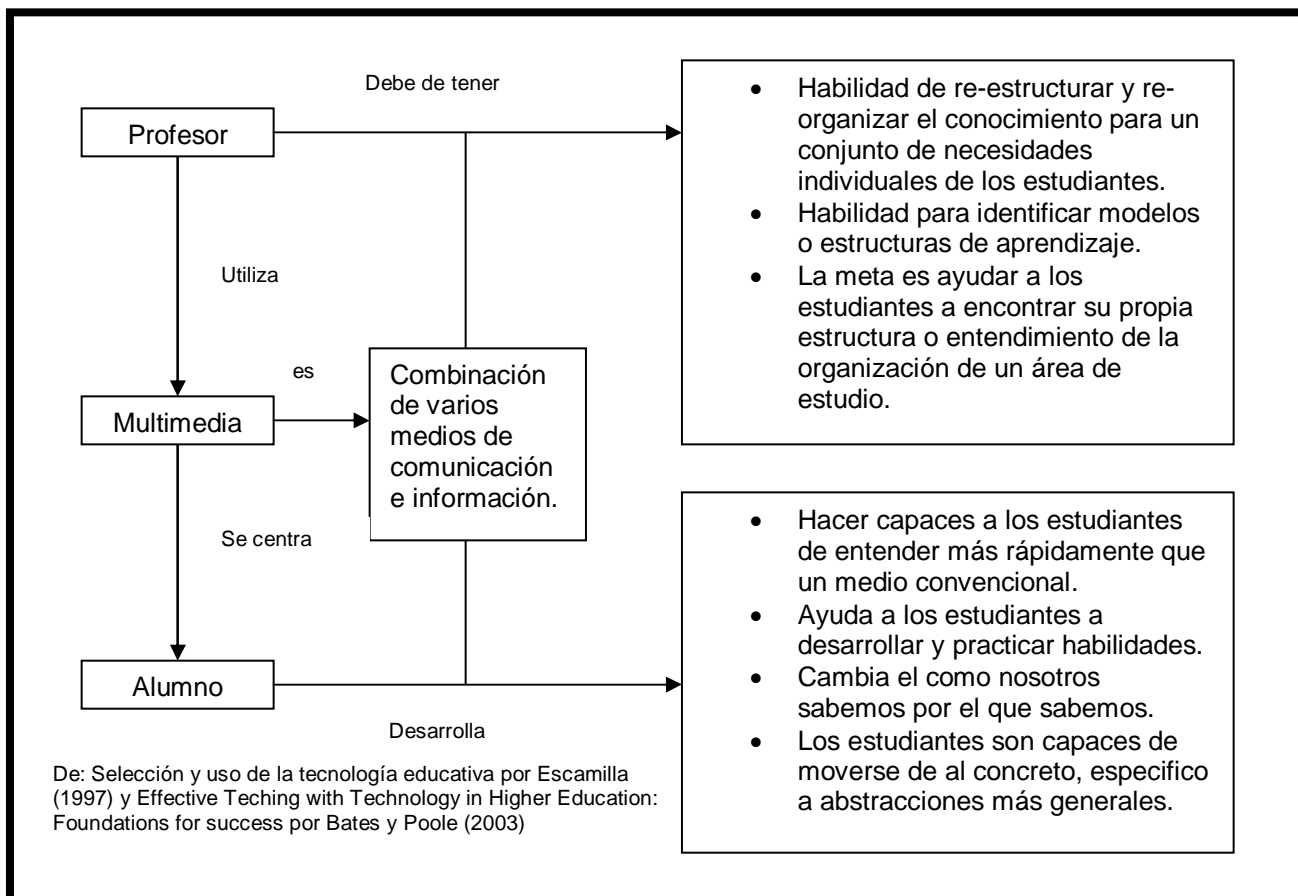 Debe de tener
Profesor
• Habilidad de re-estructurar y re-
organizar el conocimiento para un
conjunto de necesidades
individuales de los estudiantes.
• Habilidad para identificar modelos
o estructuras de aprendizaje.
• La meta es ayudar a los
estudiantes a encontrar su propia
estructura o entendimiento de la
organización de un área de
estudio.
Utiliza
es
Multimedia
Combinación
de varios
medios de
comunicación
e información.
Se centra
Alumno
Desarrolla
• Hacer capaces a los estudiantes
de entender más rápidamente que
un medio convencional.
• Ayuda a los estudiantes a
desarrollar y practicar habilidades.
• Cambia el como nosotros
sabemos por el que sabemos.
• Los estudiantes son capaces de
moverse de al concreto, especifico
a abstracciones más generales.
De: Selección y uso de la tecnología educativa por Escamilla
(1997) y Effective Teching with Technology in Higher Education:
Foundations for success por Bates y Poole (2003)